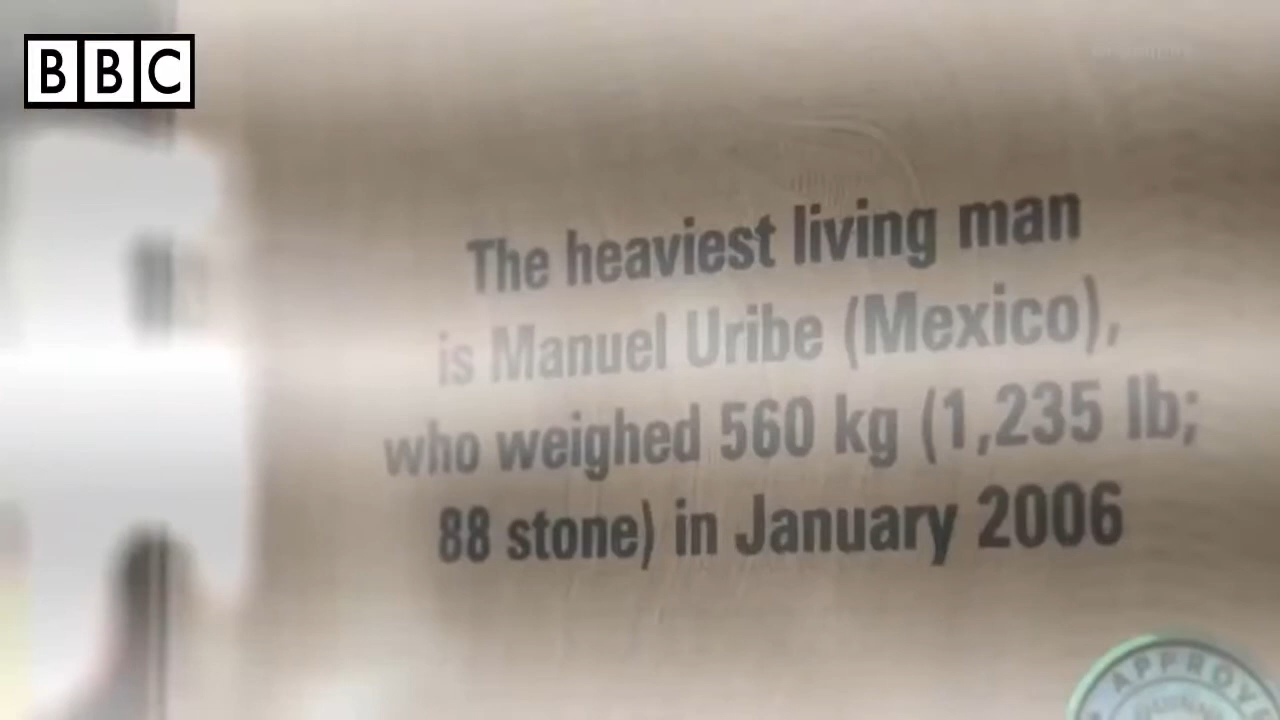 BBC
The heaviest living man
is Manuel Uribe (Mexico),
who weighed 560 kg (1,235 lb;
88 stone) in January 2006